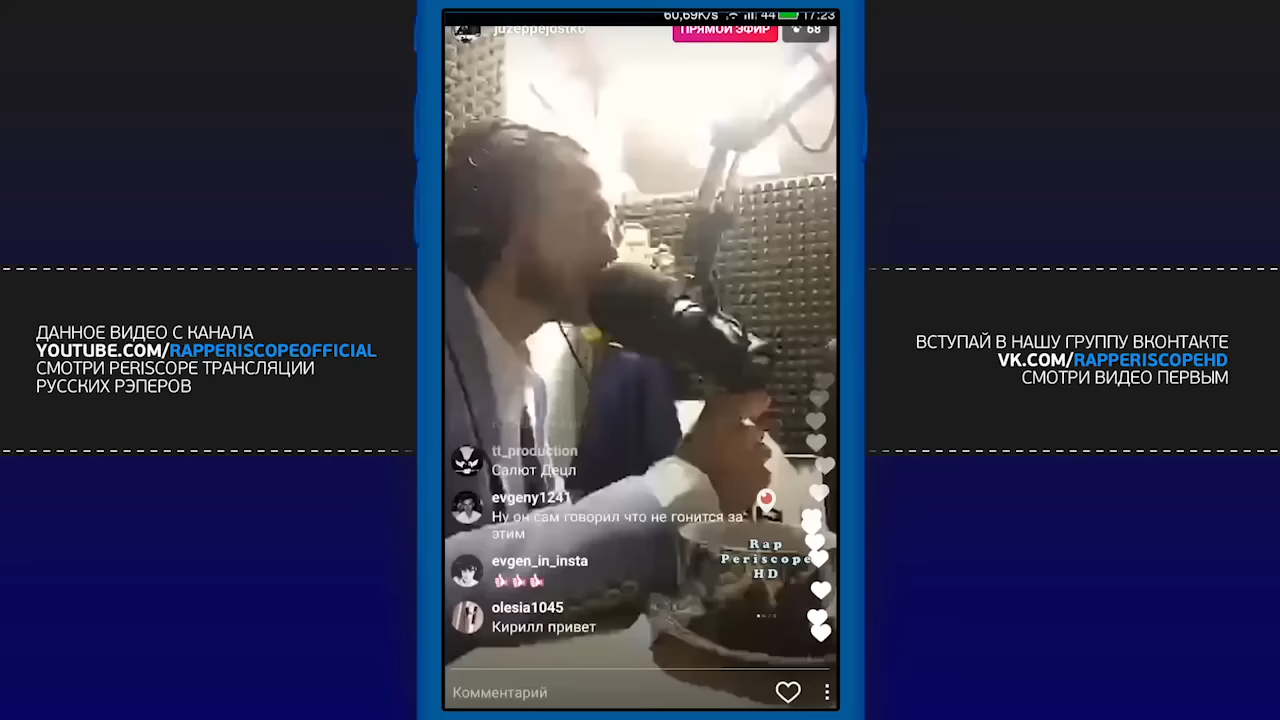 60,69K/s
44
17:23
juzeppejostko
ПРЯМОЙ ЭФИР
68
ДАННОЕ ВИДЕО С КАНАЛА
YOUTUBE.COM/RAPPERISCOPEOFFICIAL
СМОТРИ PERISCOPE ТРАНСЛЯЦИИ
РУССКИХ РЭПЕРОВ
ВСТУПАЙ В НАШУ ГРУППУ ВКОНТАКТЕ
VK.COM/RAPPERISCOPEHD
СМОТРИ ВИДЕО ПЕРВЫМ
tt_production
Салют Децл
evgeny1241
Ну он сам говорил что не гонится за
этим
evgen_in_insta
olesia1045
Кирилл привет
Rap
Periscope
HD
Комментарий